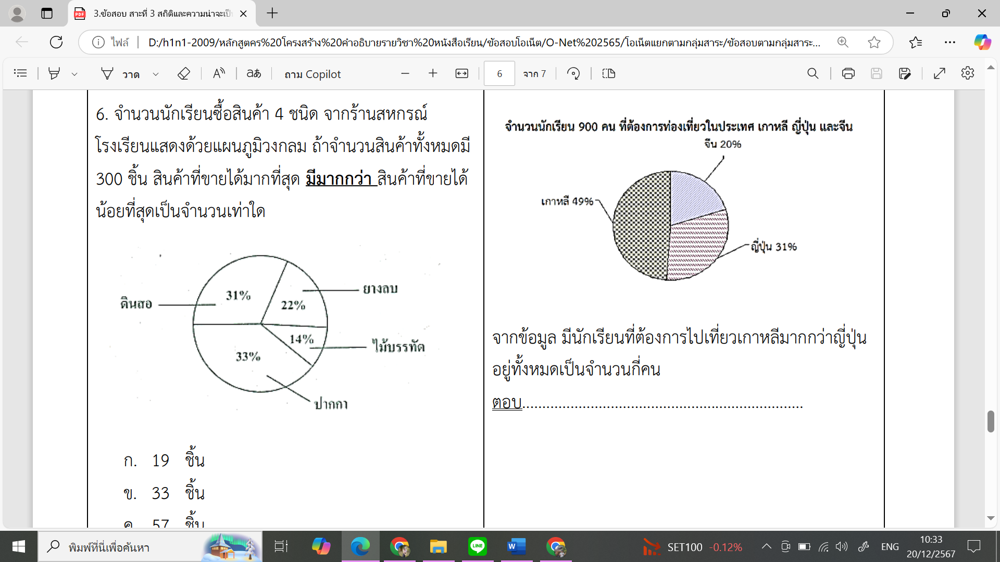 3.ข้อสอบ สาะที่ 3 สถิติและความน่าจะเป็
ไฟล์
D:/h1n1-2009/หลักสูตคร%20โครงสร้าง%20คำอธิบายรายวิชา%20หนังสือเรียน/ข้อสอบโอเน็ต/O-Net%202565/โอเน็ตแยกตามกลุ่มสาระ/ข้อสอบตามกลุ่มสาระ...
วาด
aあ
ถาม Copilot
6
จาก 7
6. จำนวนนักเรียนซื้อสินค้า 4 ชนิด จากร้านสหกรณ์
โรงเรียนแสดงด้วยแผนภูมิวงกลม ถ้าจำนวนสินค้าทั้งหมดมี
300 ชิ้น สินค้าที่ขายได้มากที่สุด มีมากกว่า สินค้าที่ขายได้
น้อยที่สุดเป็นจำนวนเท่าใด
ดินสอ
31%
ยางลบ
22%
14%
ไม้บรรทัด
33%
ปากกา
ก. 19 ชิ้น
ข. 33 ชิ้น
ค 57 ชิ้น
จำนวนนักเรียน 900 คน ที่ต้องการท่องเที่ยวในประเทศ เกาหลี ญี่ปุ่น และจีน
จีน 20%
เกาหลี 49%
ญี่ปุ่น 31%
จากข้อมูล มีนักเรียนที่ต้องการไปเที่ยวเกาหลีมากกว่าญี่ปุ่น
อยู่ทั้งหมดเป็นจำนวนกี่คน
ตอบ......................................................................
พิมพ์ที่นี่เพื่อค้นหา
LINE
SET100 -0.12%
ENG
10:33
20/12/2567